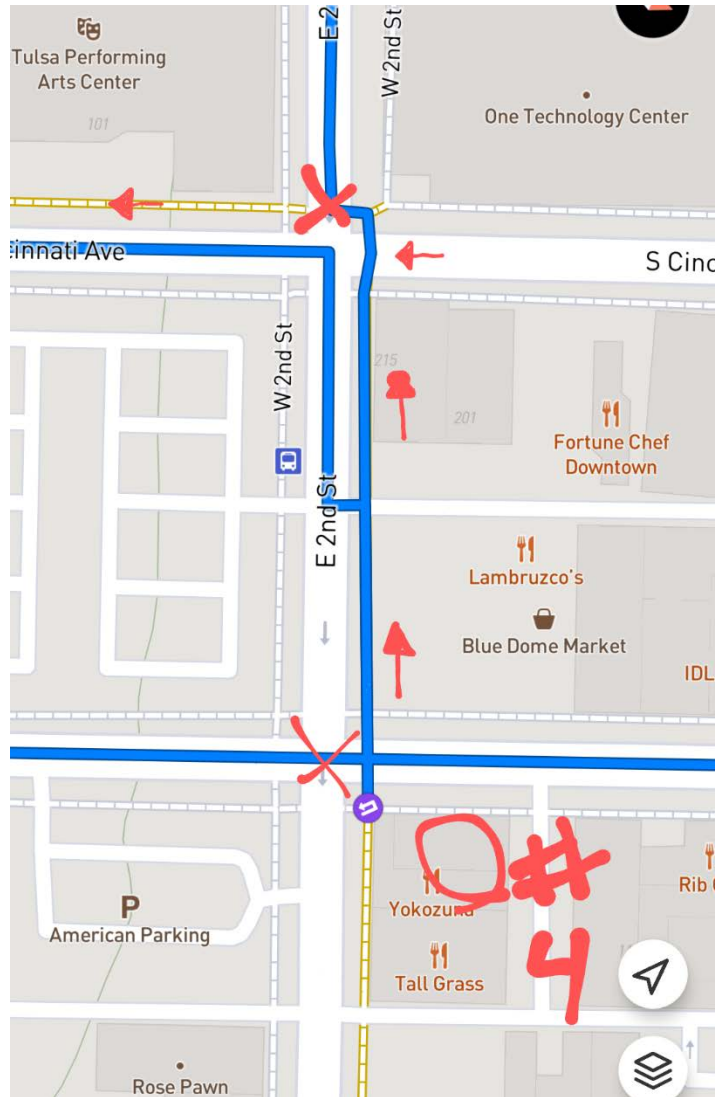 E 2
W 2nd St
Tulsa Performing
Arts Center
101
One Technology Center
cinnati Ave
S Cinc
W 2nd St
215
201
Fortune Chef
Downtown
E 2nd St
Lambruzco's
Blue Dome Market
IDL
#
4
Yokozuna
Rib
P
American Parking
Tall Grass
Rose Pawn